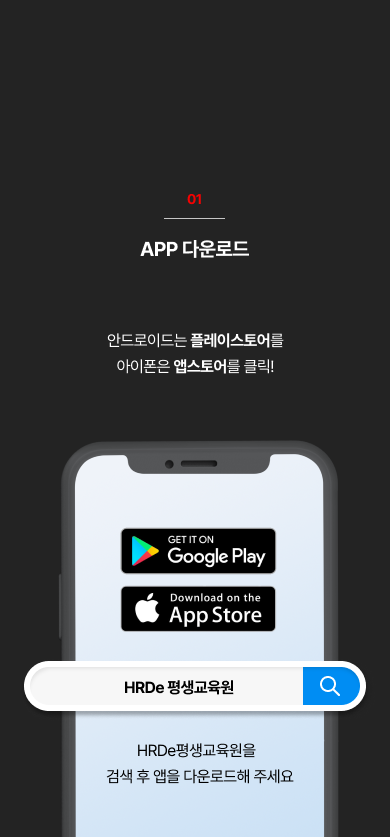 01
APP 다운로드
안드로이드는 플레이스토어를
아이폰은 앱스토어를 클릭!
GET IT ON
Google Play
Download on the
App Store
HRDe 평생교육원
HRDe평생교육원을
검색 후 앱을 다운로드해 주세요